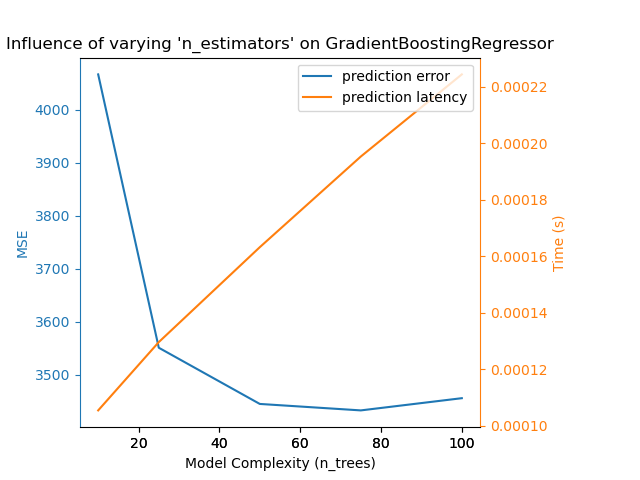 Influence of varying 'n_estimators' on GradientBoostingRegressor
prediction error
prediction latency
4000
3900
3800
3700
3600
3500
MSE
0.00022
0.00020
0.00018
0.00016
0.00014
0.00012
0.00010
Time (s)
20 40 60 80 100
Model Complexity (n_trees)